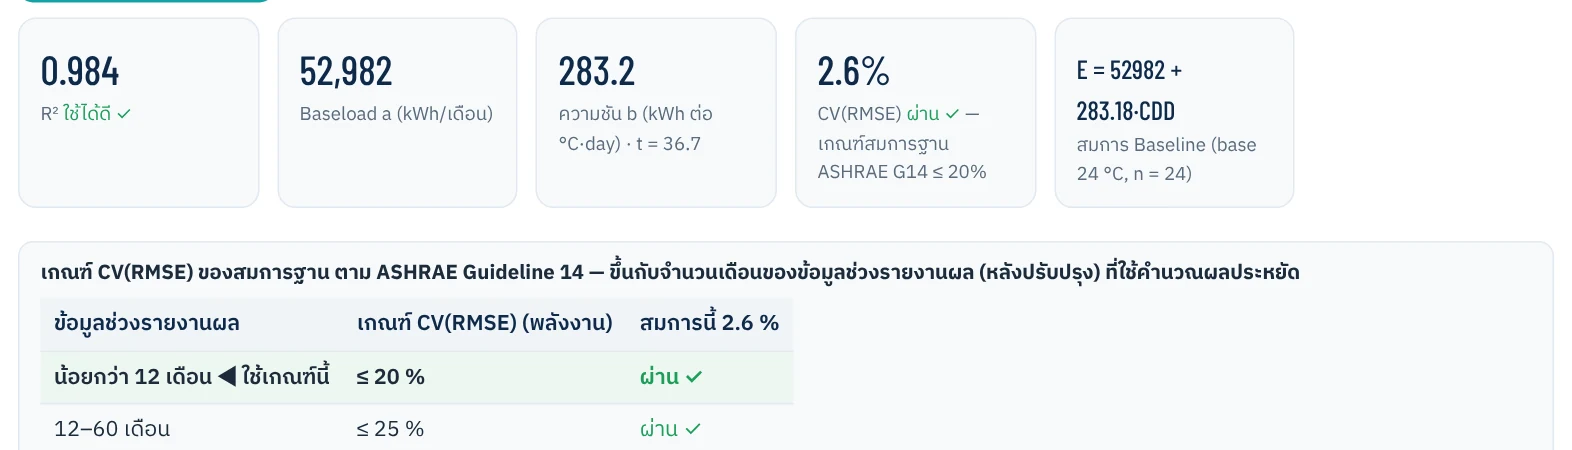 0.984
R² ใช้ได้ดี ✓
52,982
Baseload a (kWh/เดือน)
283.2
ความชัน b (kWh ต่อ
°C·day) · t = 36.7
2.6%
CV(RMSE) ผ่าน ✓ —
เกณฑ์สมการฐาน
ASHRAE G14 ≤ 20%
E = 52982 +
283.18·CDD
สมการ Baseline (base
24 °C, n = 24)
เกณฑ์ CV(RMSE) ของสมการฐาน ตาม ASHRAE Guideline 14 — ขึ้นกับจำนวนเดือนของข้อมูลช่วงรายงานผล (หลังปรับปรุง) ที่ใช้คำนวณผลประหยัด
ข้อมูลช่วงรายงานผล เกณฑ์ CV(RMSE) (พลังงาน) สมการนี้ 2.6 %
น้อยกว่า 12 เดือน ◀ ใช้เกณฑ์นี้ ≤ 20 % ผ่าน ✓
12–60 เดือน ≤ 25 % ผ่าน ✓